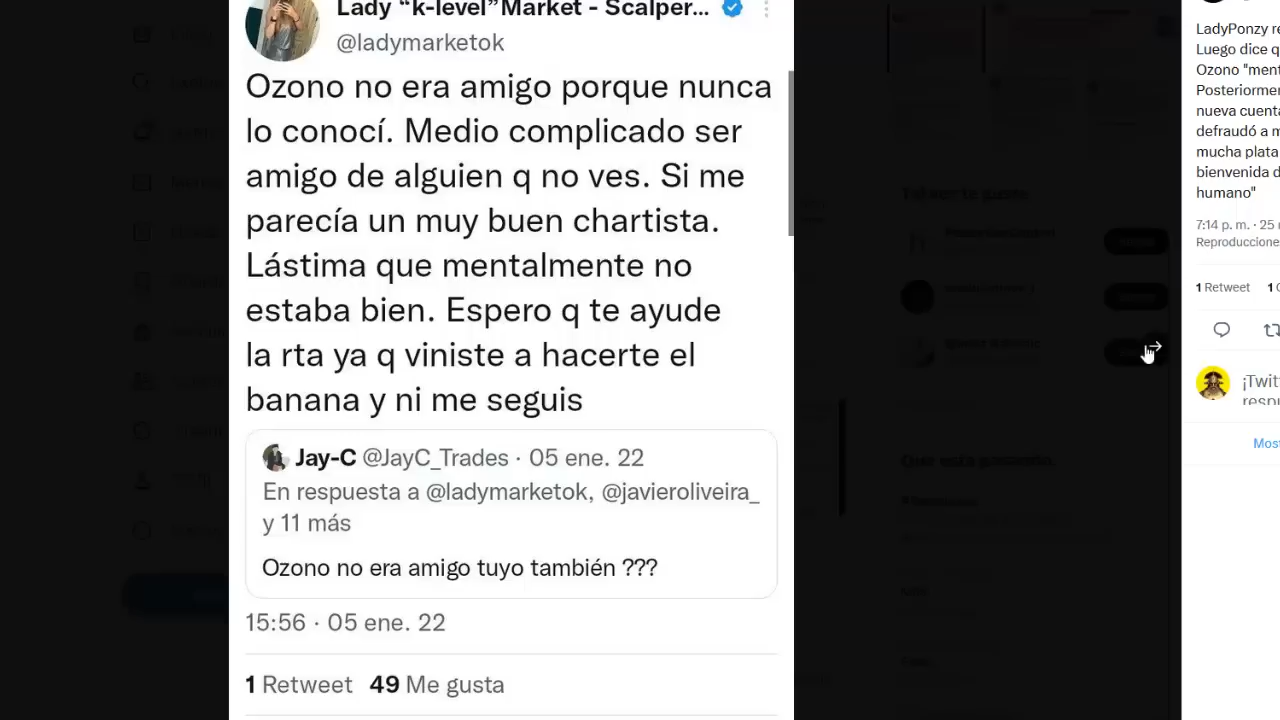 Lady “k-level”Market - Scalper...
@ladymarketok
Ozono no era amigo porque nunca
lo conocí. Medio complicado ser
amigo de alguien q no ves. Si me
parecía un muy buen chartista.
Lástima que mentalmente no
estaba bien. Espero q te ayude
la rta ya q viniste a hacerte el
banana y ni me seguis
Jay-C @JayC_Trades · 05 ene. 22
En respuesta a @ladymarketok, @javieroliveira_
y 11 más
Ozono no era amigo tuyo también ???
15:56 · 05 ene. 22
1 Retweet 49 Me gusta
LadyPonzy
Luego dice
Ozono
nueva
defraudó a
mucha plata
bienvenida
humano"
7:14 p. m. · 25
1 Retweet